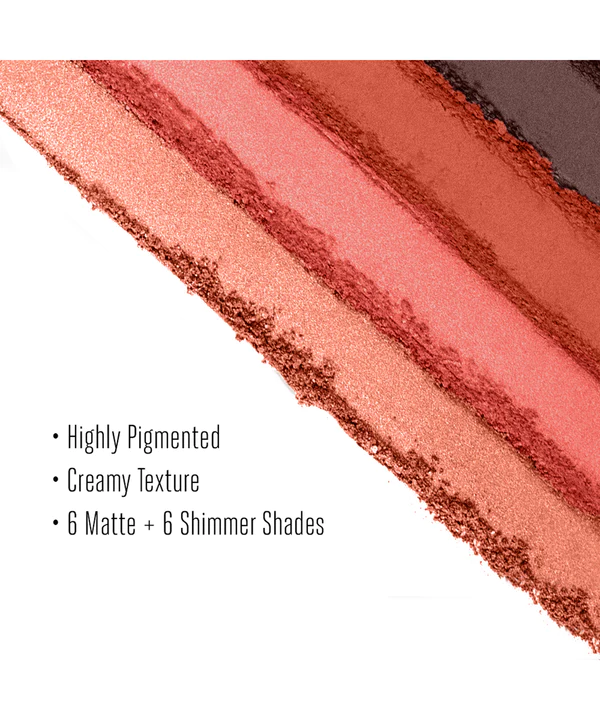 • Highly Pigmented
• Creamy Texture
• 6 Matte + 6 Shimmer Shades